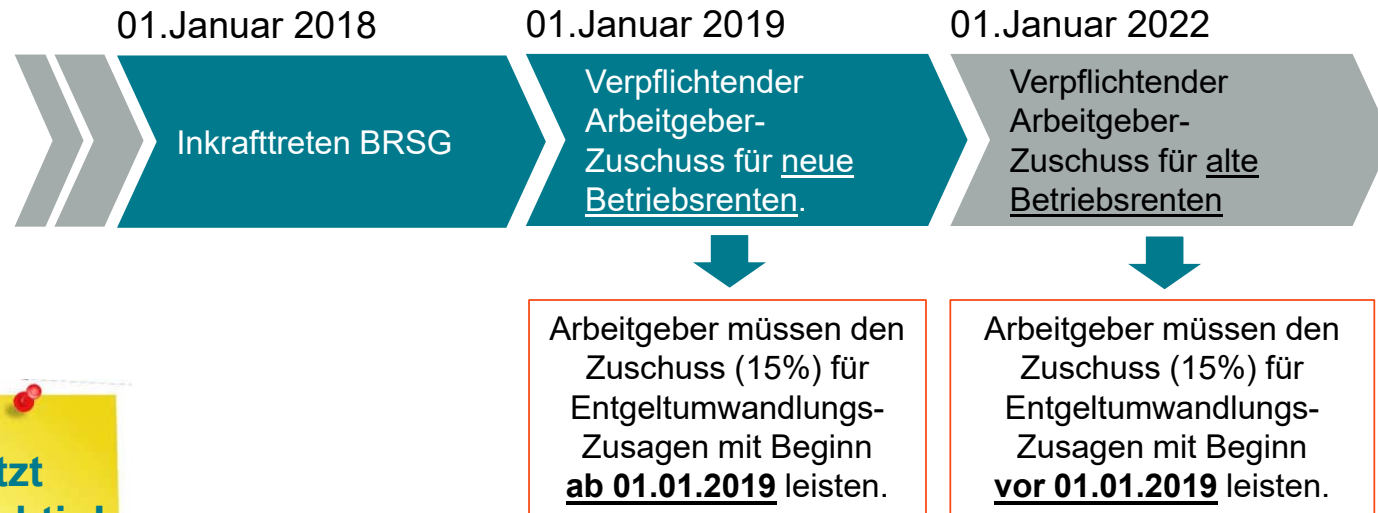 01.Januar 2018
01.Januar 2019
01.Januar 2022
Inkrafttreten BRSG
Verpflichtender
Arbeitgeber-
Zuschuss für neue
Betriebsrenten.
Verpflichtender
Arbeitgeber-
Zuschuss für alte
Betriebsrenten
Arbeitgeber müssen den
Zuschuss (15%) für
Entgeltumwandlungs-
Zusagen mit Beginn
ab 01.01.2019 leisten.
Arbeitgeber müssen den
Zuschuss (15%) für
Entgeltumwandlungs-
Zusagen mit Beginn
vor 01.01.2019 leisten.